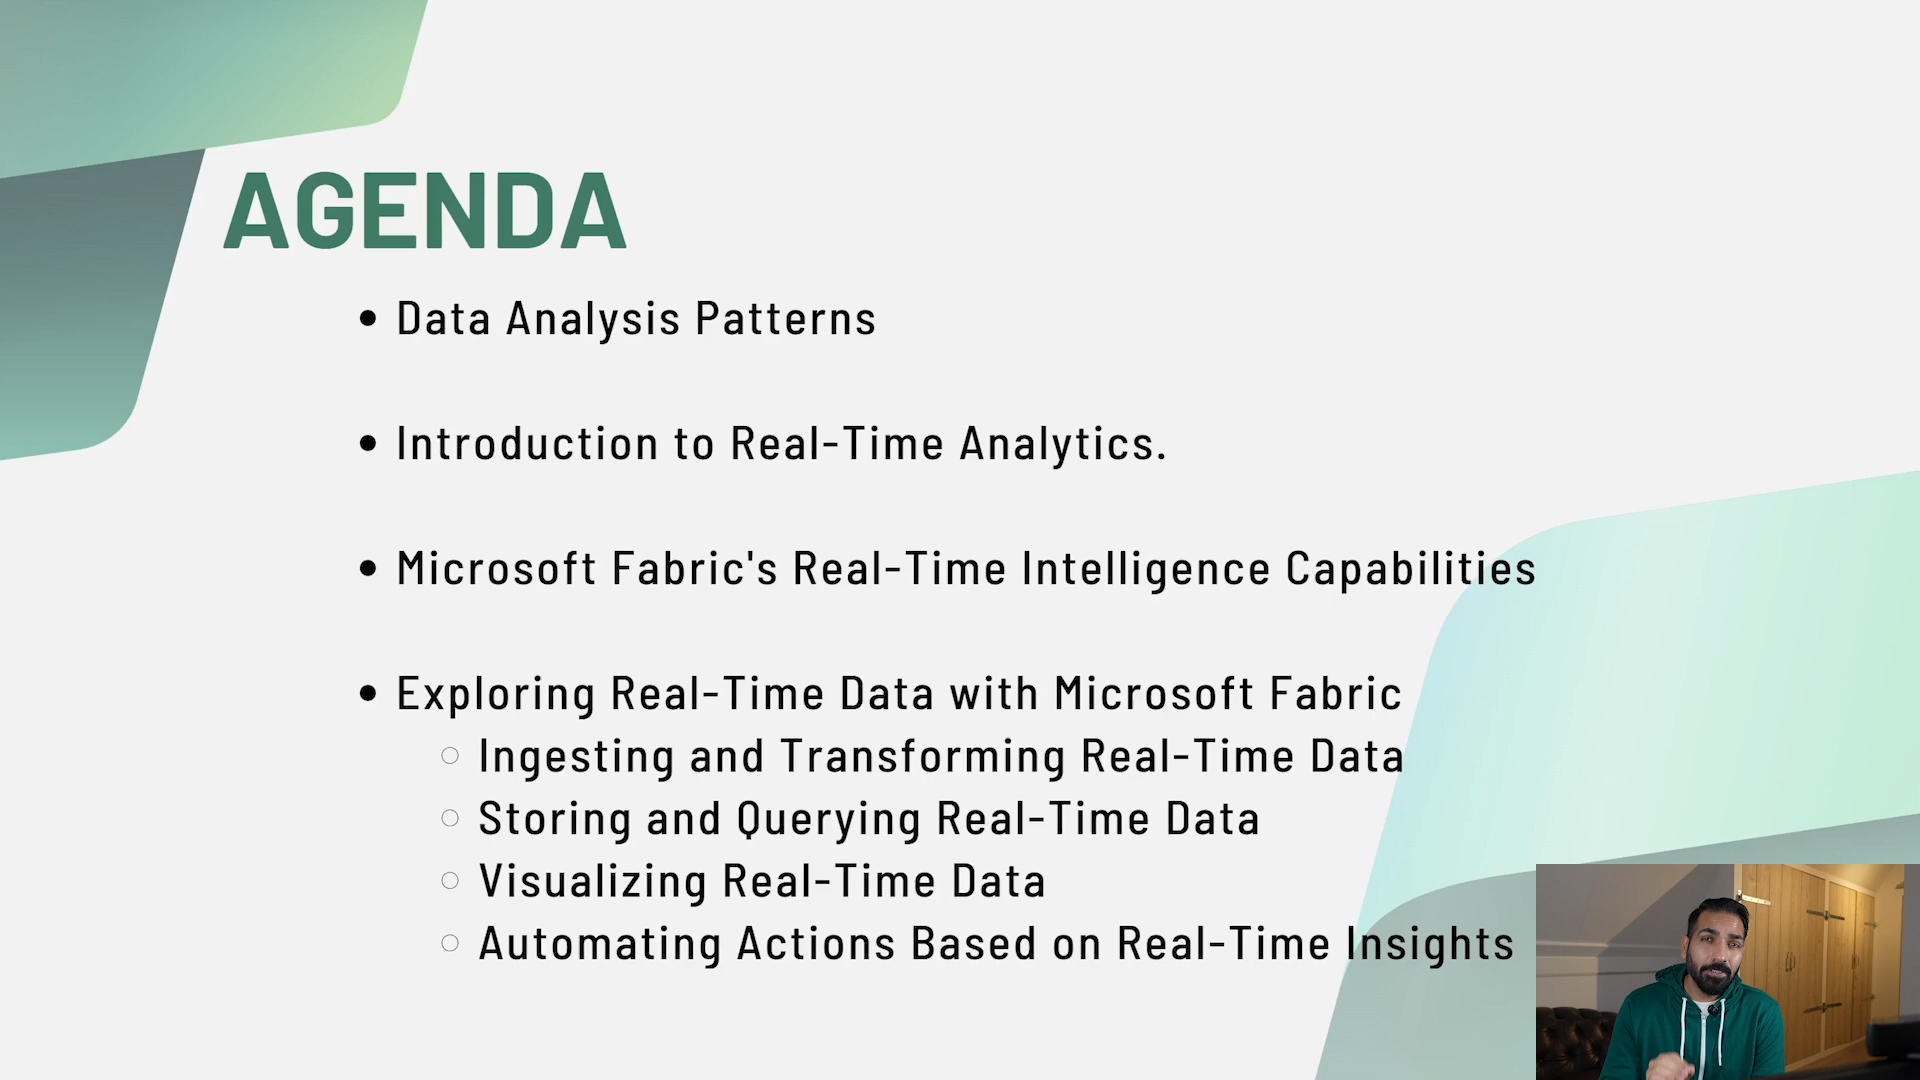 AGENDA
• Data Analysis Patterns
• Introduction to Real-Time Analytics.
• Microsoft Fabric's Real-Time Intelligence Capabilities
• Exploring Real-Time Data with Microsoft Fabric
○ Ingesting and Transforming Real-Time Data
○ Storing and Querying Real-Time Data
○ Visualizing Real-Time Data
○ Automating Actions Based on Real-Time Insights